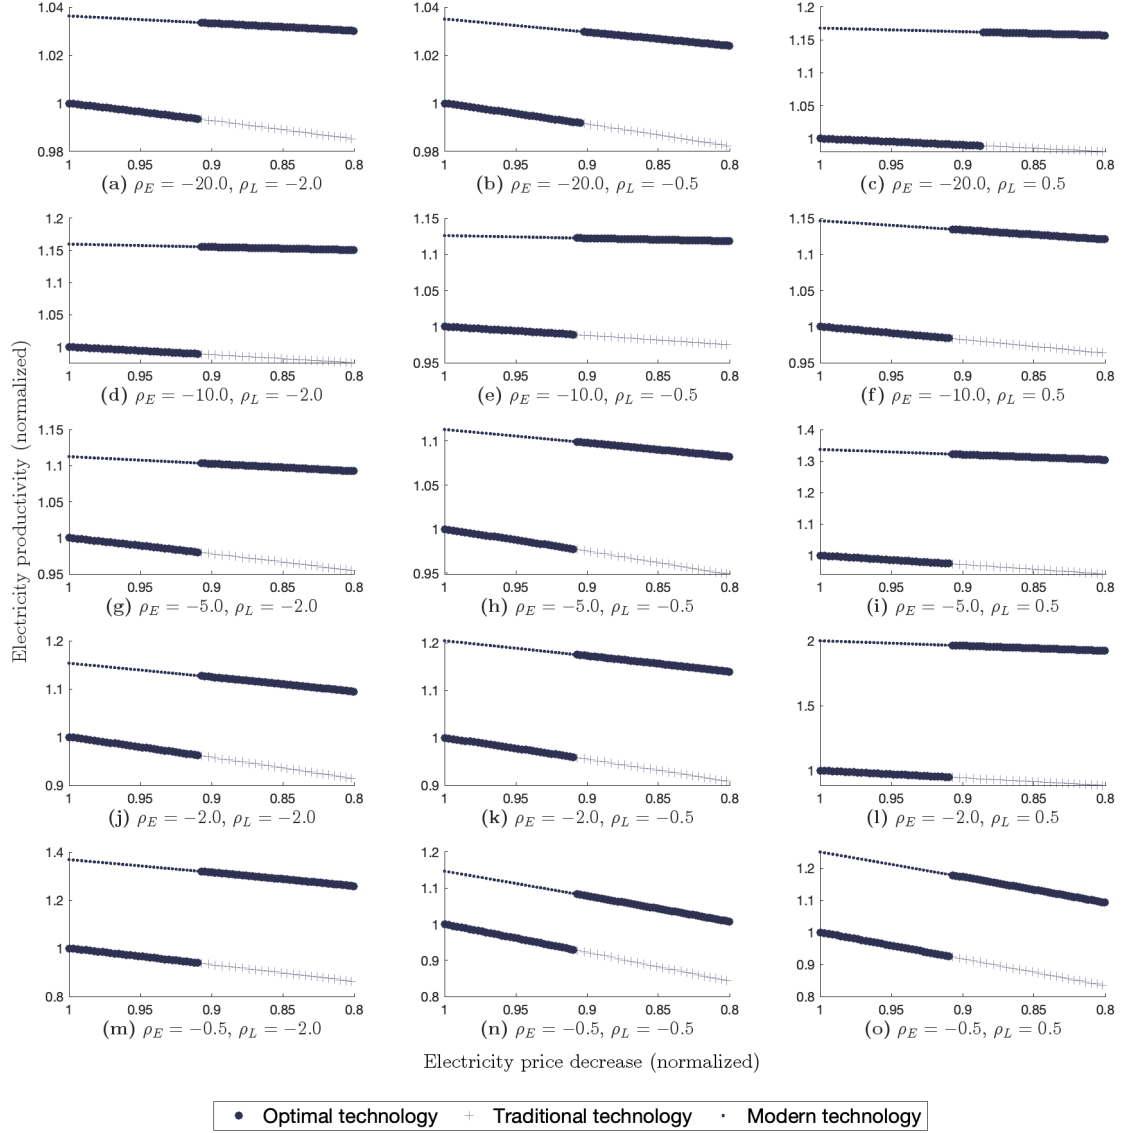 1.04
1.02
1
0.98
1 0.95 0.9 0.85 0.8
(a) ρ_E = −20.0, ρ_L = −2.0
1.04
1.02
1
0.98
1 0.95 0.9 0.85 0.8
(b) ρ_E = −20.0, ρ_L = −0.5
1.2
1.15
1.1
1.05
1
1 0.95 0.9 0.85 0.8
(c) ρ_E = −20.0, ρ_L = 0.5
1.2
1.15
1.1
1.05
1
1 0.95 0.9 0.85 0.8
(d) ρ_E = −10.0, ρ_L = −2.0
1.15
1.1
1.05
1
0.95
1 0.95 0.9 0.85 0.8
(e) ρ_E = −10.0, ρ_L = −0.5
1.15
1.1
1.05
1
0.95
1 0.95 0.9 0.85 0.8
(f) ρ_E = −10.0, ρ_L = 0.5
Electricity productivity (normalized)
1.15
1.1
1.05
1
0.95
1 0.95 0.9 0.85 0.8
(g) ρ_E = −5.0, ρ_L = −2.0
1.1
1.05
1
0.95
1 0.95 0.9 0.85 0.8
(h) ρ_E = −5.0, ρ_L = −0.5
1.4
1.3
1.2
1.1
1
1 0.95 0.9 0.85 0.8
(i) ρ_E = −5.0, ρ_L = 0.5
1.2
1.1
1
0.9
1 0.95 0.9 0.85 0.8
(j) ρ_E = −2.0, ρ_L = −2.0
1.2
1.1
1
0.9
1 0.95 0.9 0.85 0.8
(k) ρ_E = −2.0, ρ_L = −0.5
2
1.5
1
1 0.95 0.9 0.85 0.8
(l) ρ_E = −2.0, ρ_L = 0.5
1.4
1.2
1
0.8
1 0.95 0.9 0.85 0.8
(m) ρ_E = −0.5, ρ_L = −2.0
1.2
1.1
1
0.9
0.8
1 0.95 0.9 0.85 0.8
(n) ρ_E = −0.5, ρ_L = −0.5
1.2
1.1
1
0.9
0.8
1 0.95 0.9 0.85 0.8
(o) ρ_E = −0.5, ρ_L = 0.5
Electricity price decrease (normalized)
Optimal technology Traditional technology Modern technology